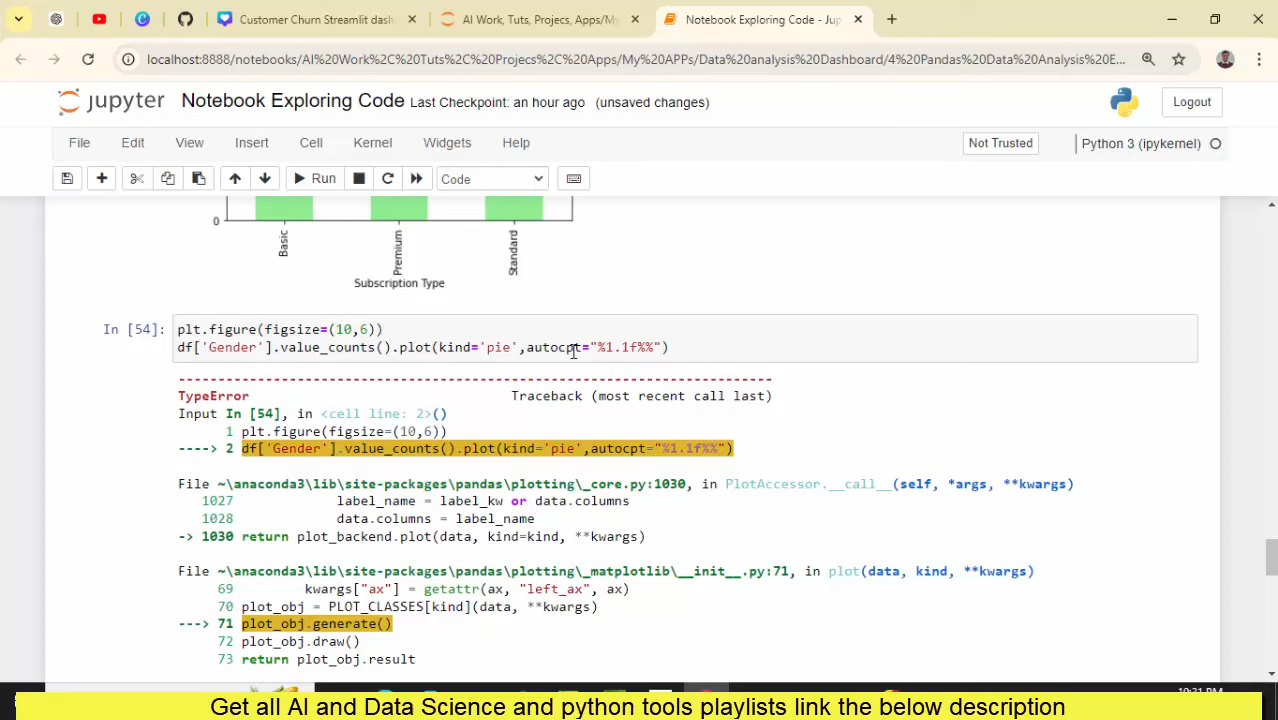 Customer Churn Streamlit dash
AI Work, Tuts, Projecs, Apps/My
Notebook Exploring Code - Jup
localhost:8888/notebooks/AI%20Work%2C%20Tuts%2C%20Projecs%2C%20Apps/My%20APPs/Data%20analysis%20Dashboard/4%20Pandas%20Data%20Analysis%20E...
jupyter Notebook Exploring Code Last Checkpoint: an hour ago (unsaved changes)
Logout
File Edit View Insert Cell Kernel Widgets Help
Not Trusted
Python 3 (ipykernel)
Run
Code
0
Basic
Premium
Standard
Subscription Type
In [54]: plt.figure(figsize=(10,6))
df['Gender'].value_counts().plot(kind='pie',autocpt="%1.1f%%")
---------------------------------------------------------------------------
TypeError Traceback (most recent call last)
Input In [54], in <cell line: 2>()
1 plt.figure(figsize=(10,6))
----> 2 df['Gender'].value_counts().plot(kind='pie',autocpt="%1.1f%%")
File ~\anaconda3\lib\site-packages\pandas\plotting\_core.py:1030, in PlotAccessor.__call__(self, *args, **kwargs)
1027 label_name = label_kw or data.columns
1028 data.columns = label_name
-> 1030 return plot_backend.plot(data, kind=kind, **kwargs)
File ~\anaconda3\lib\site-packages\pandas\plotting\_matplotlib\__init__.py:71, in plot(data, kind, **kwargs)
69 kwargs["ax"] = getattr(ax, "left_ax", ax)
70 plot_obj = PLOT_CLASSES[kind](data, **kwargs)
---> 71 plot_obj.generate()
72 plot_obj.draw()
73 return plot_obj.result
Get all AI and Data Science and python tools playlists link the below description